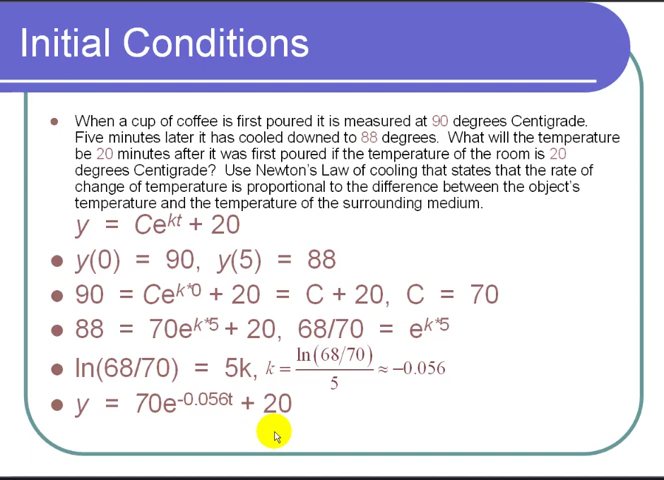 Initial Conditions
When a cup of coffee is first poured it is measured at 90 degrees Centigrade.
Five minutes later it has cooled downed to 88 degrees. What will the temperature
be 20 minutes after it was first poured if the temperature of the room is 20
degrees Centigrade? Use Newton's Law of cooling that states that the rate of
change of temperature is proportional to the difference between the object's
temperature and the temperature of the surrounding medium.
y = Ce^{kt} + 20
y(0) = 90, y(5) = 88
90 = Ce^{k*0} + 20 = C + 20, C = 70
88 = 70e^{k*5} + 20, 68/70 = e^{k*5}
ln(68/70) = 5k, k = \frac{ln(68/70)}{5} ≈ -0.056
y = 70e^{-0.056t} + 20